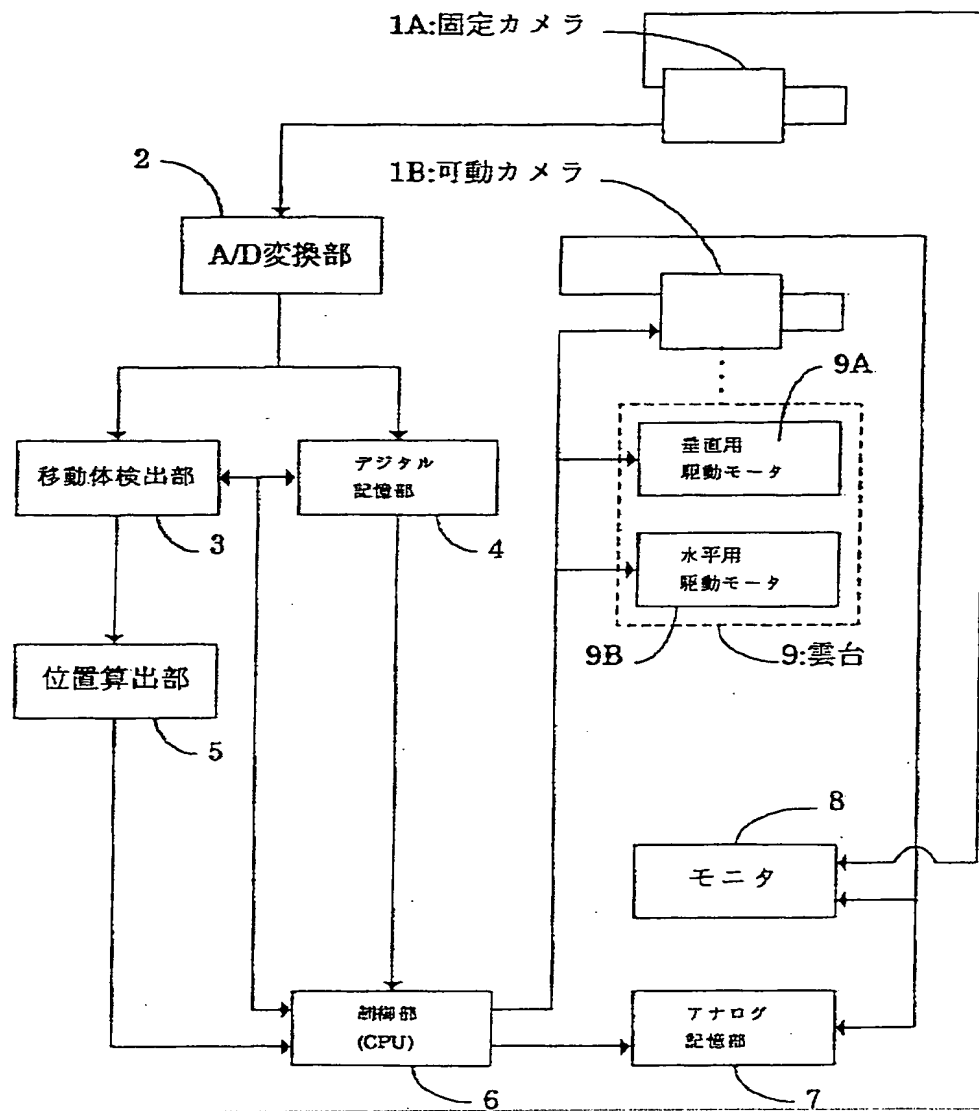 1A:固定カメラ
2
1B:可動カメラ
A/D変換部
9A
移動体検出部
デジタル
記憶部
垂直用
駆動モータ
3
4
水平用
駆動モータ
位置算出部
9B
9:雲台
5
8
モニタ
制御部
(CPU)
アナログ
記憶部
6
7